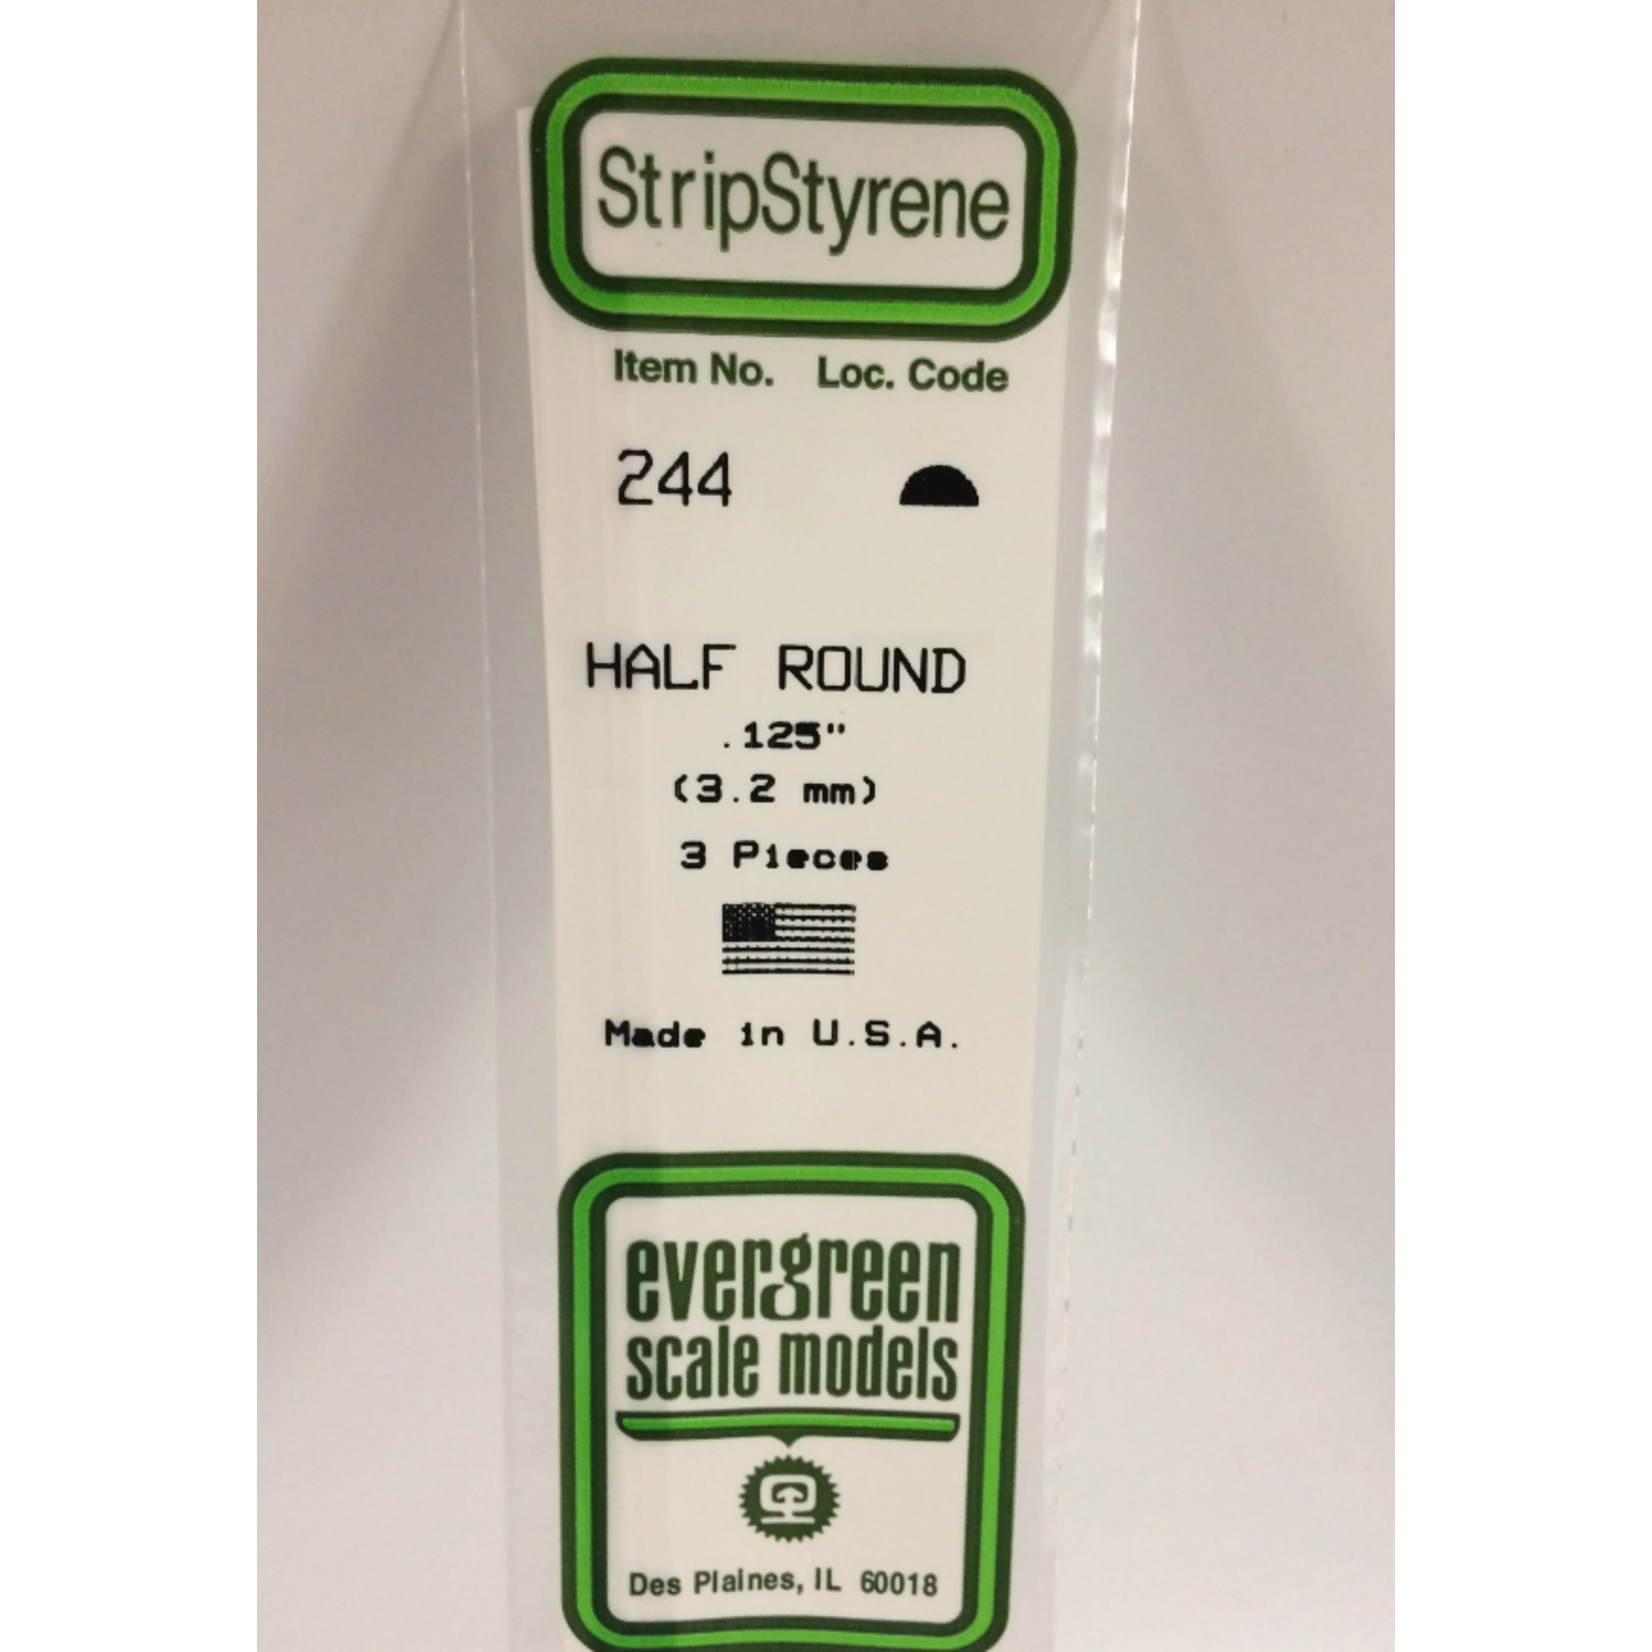 StripStyrene
Item No. Loc. Code
244
HALF ROUND
.125"
(3.2 mm)
3 Pieces
Made in U.S.A.
evergreen
scale models
Des Plaines, IL 60018